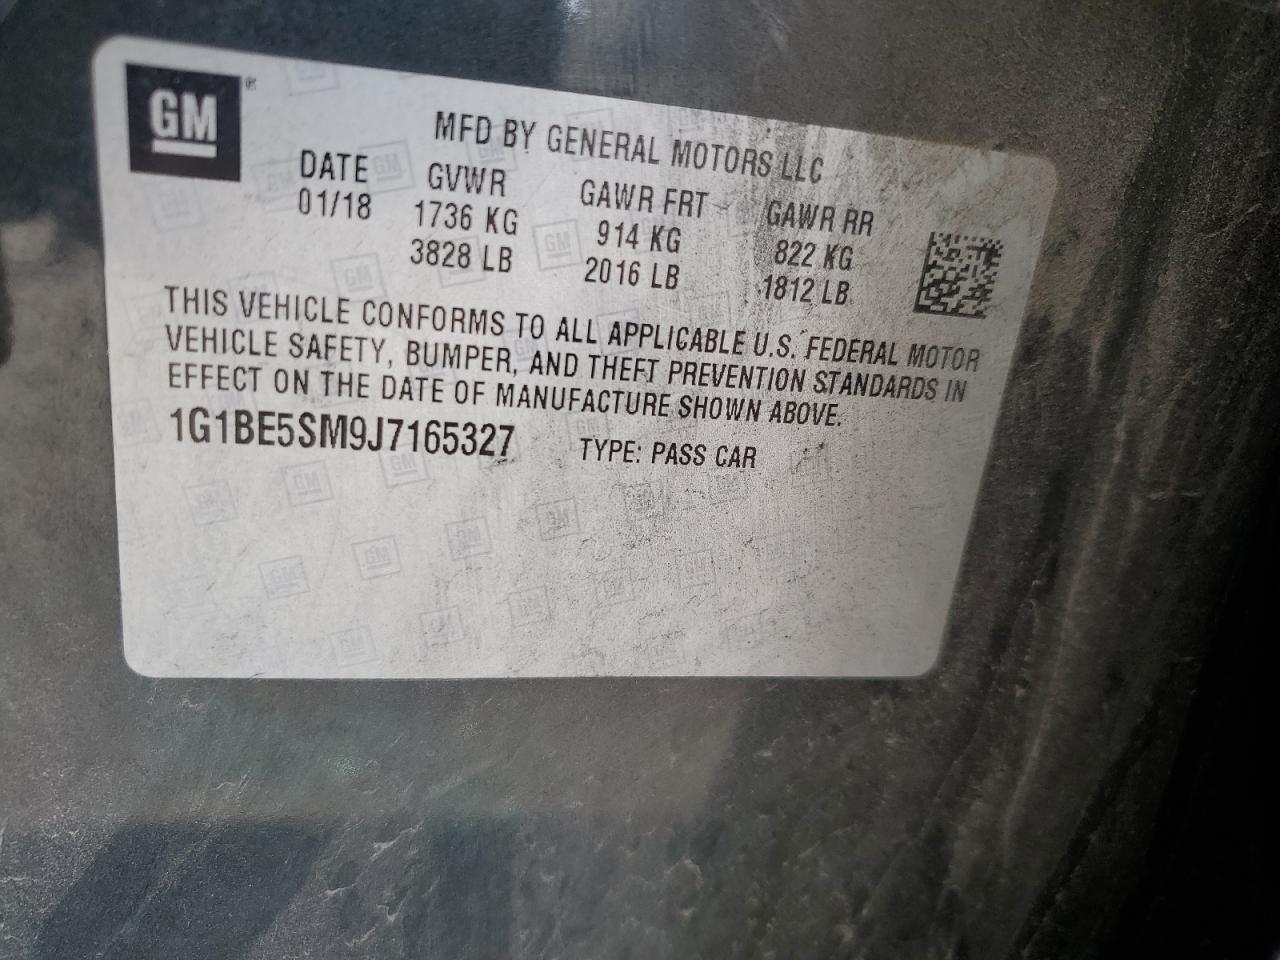 GM
MFD BY GENERAL MOTORS LLC
DATE GVWR GAWR FRT GAWR RR
01/18 1736 KG 914 KG 822 KG
3828 LB 2016 LB 1812 LB
THIS VEHICLE CONFORMS TO ALL APPLICABLE U.S. FEDERAL MOTOR
VEHICLE SAFETY, BUMPER, AND THEFT PREVENTION STANDARDS IN
EFFECT ON THE DATE OF MANUFACTURE SHOWN ABOVE.
1G1BE5SM9J7165327 TYPE: PASS CAR